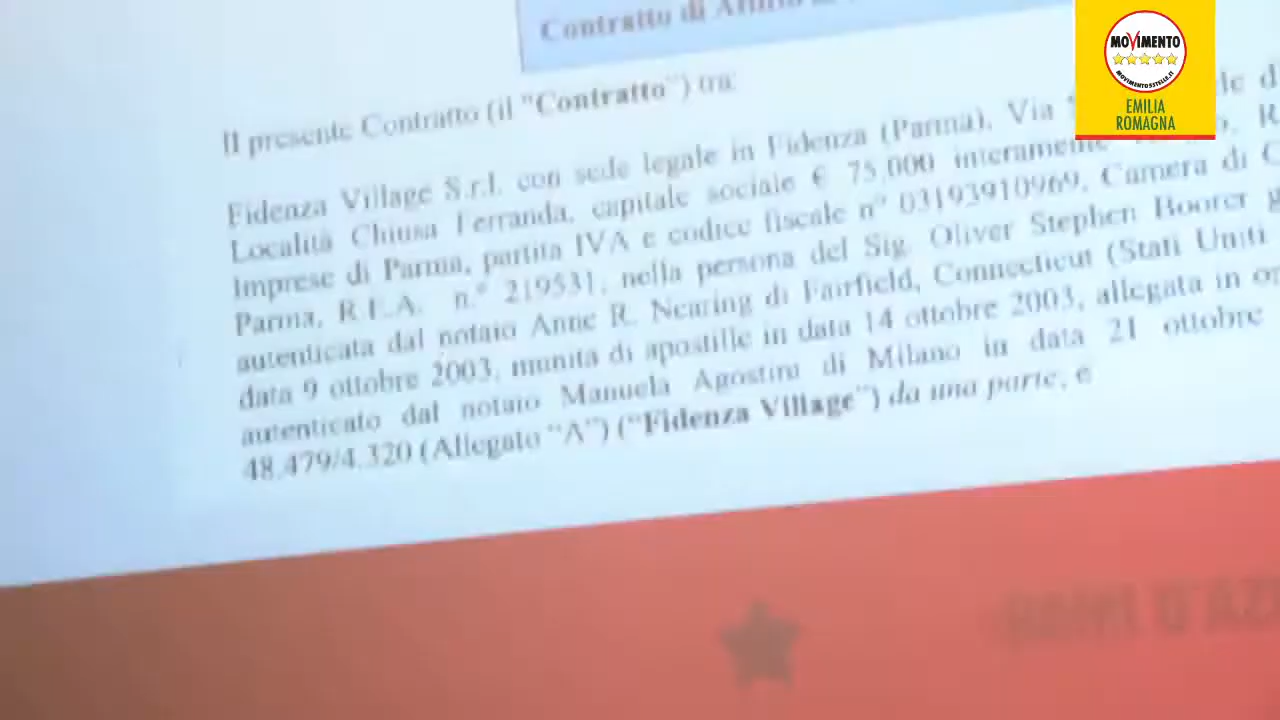 Contratto di Affitto
Il presente Contratto (il "Contratto") tra:
Fidenza Village S.r.l. con sede legale in Fidenza (Parma), Via
Località Chiusa Ferranda, capitale sociale € 75.000 interamente
Imprese di Parma, partita IVA e codice fiscale n° 03193910969, Camera di
Parma, R.E.A. n.° 219531, nella persona del Sig. Oliver Stephen Boorer
autenticata dal notaio Anne R. Nearing di Fairfield, Connecticut (Stati Uniti
data 9 ottobre 2003, munita di apostille in data 14 ottobre 2003, allegata in
autenticato dal notaio Manuela Agostini di Milano in data 21 ottobre
48.479/4.320 (Allegato "A") ("Fidenza Village") da una parte, e
MOVIMENTO
MOVIMENTO5STELLE.IT
EMILIA
ROMAGNA